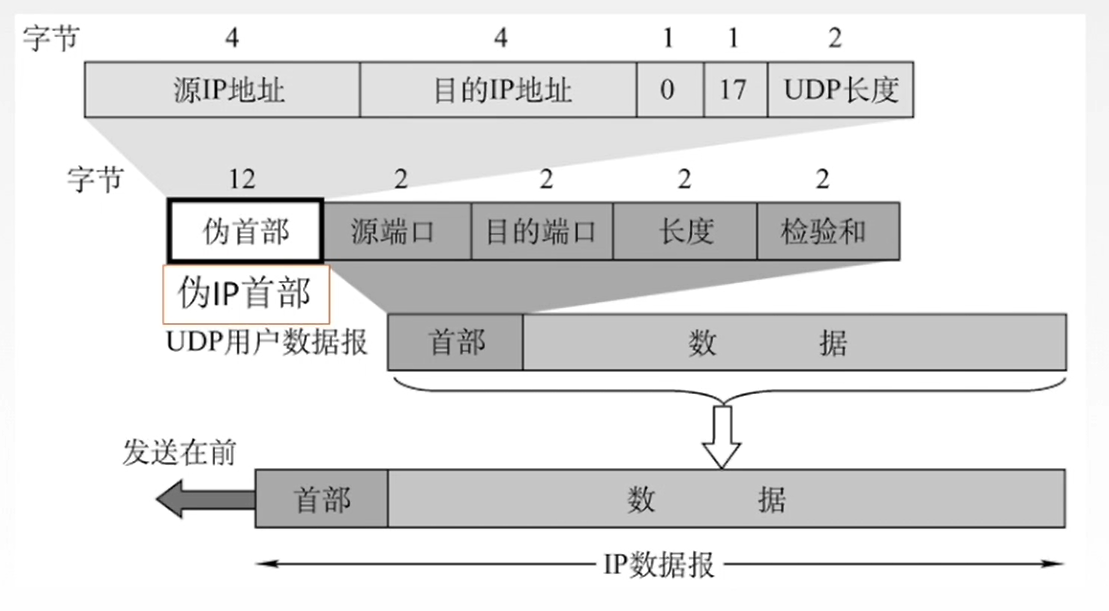 字节 4 4 1 1 2
源IP地址 目的IP地址 0 17 UDP长度
字节 12 2 2 2 2
伪首部 源端口 目的端口 长度 检验和
伪IP首部
UDP用户数据报 首部 数 据
发送在前
首部 数 据
IP数据报